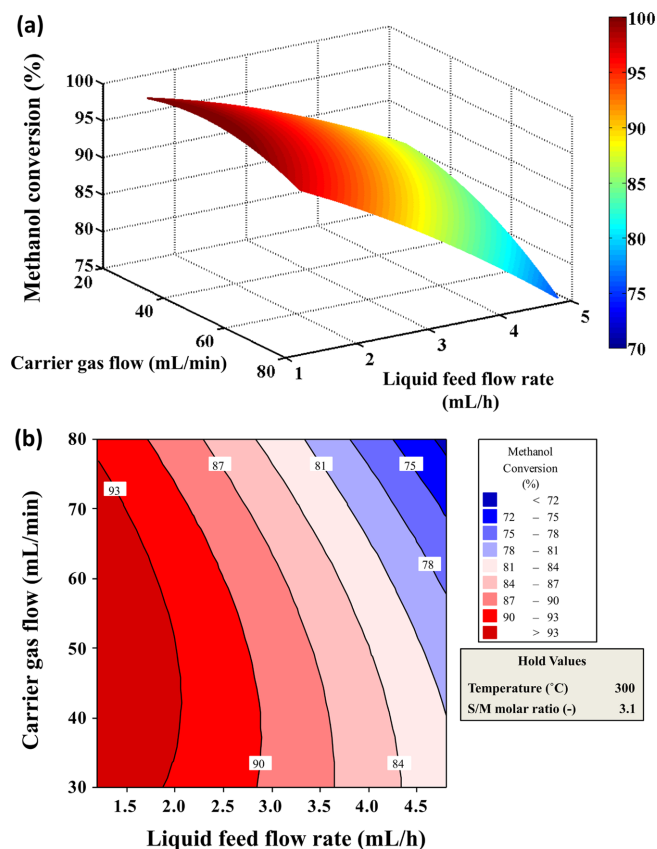 (a)
Methanol conversion (%)
100
95
90
85
80
75
20
40
60
80
Carrier gas flow (mL/min)
1
2
3
4
5
Liquid feed flow rate
(mL/h)
100
95
90
85
80
75
70
(b)
Carrier gas flow (mL/min)
80
70
60
50
40
30
93
87
81
75
78
90
84
1.5
2.0
2.5
3.0
3.5
4.0
4.5
Liquid feed flow rate (mL/h)
Methanol
Conversion
(%)
< 72
72 – 75
75 – 78
78 – 81
81 – 84
84 – 87
87 – 90
90 – 93
> 93
Hold Values
Temperature (˚C) 300
S/M molar ratio (-) 3.1